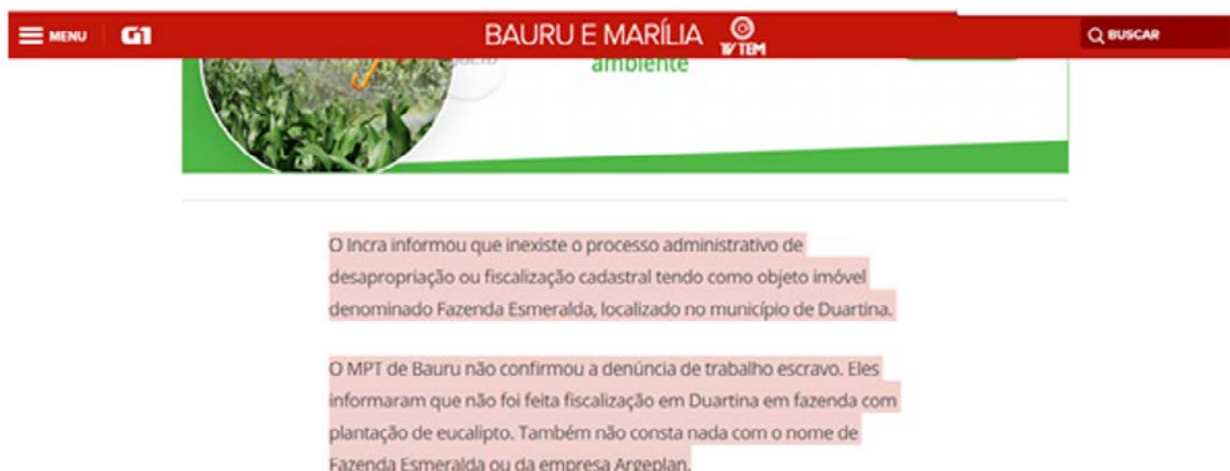 MENU
G1
BAURU E MARÍLIA
TV TEM
BUSCAR
ambiente
O Incra informou que inexiste o processo administrativo de
desapropriação ou fiscalização cadastral tendo como objeto imóvel
denominado Fazenda Esmeralda, localizado no município de Duartina.
O MPT de Bauru não confirmou a denúncia de trabalho escravo. Eles
informaram que não foi feita fiscalização em Duartina em fazenda com
plantação de eucalipto. Também não consta nada com o nome de
Fazenda Esmeralda ou da empresa Argeplan.